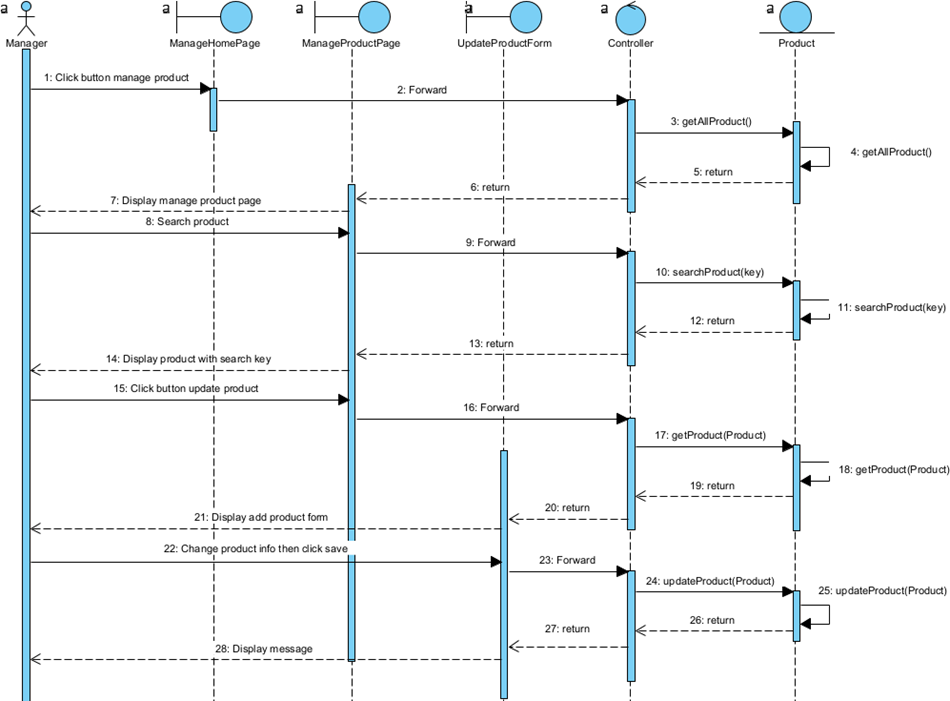 a a a a a a
Manager ManageHomePage ManageProductPage UpdateProductForm Controller Product
1: Click button manage product
2: Forward
3: getAllProduct()
4: getAllProduct()
5: return
6: return
7: Display manage product page
8: Search product
9: Forward
10: searchProduct(key)
11: searchProduct(key)
12: return
13: return
14: Display product with search key
15: Click button update product
16: Forward
17: getProduct(Product)
18: getProduct(Product)
19: return
20: return
21: Display add product form
22: Change product info then click save
23: Forward
24: updateProduct(Product)
25: updateProduct(Product)
26: return
27: return
28: Display message